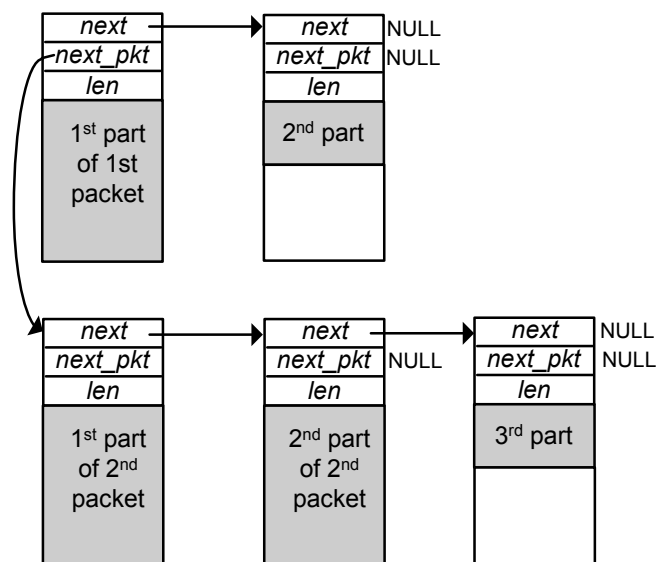 next
next_pkt
len
1st part
of 1st
packet
next NULL
next_pkt NULL
len
2nd part
next
next_pkt
len
1st part
of 2nd
packet
next
next_pkt NULL
len
2nd part
of 2nd
packet
next NULL
next_pkt NULL
len
3rd part